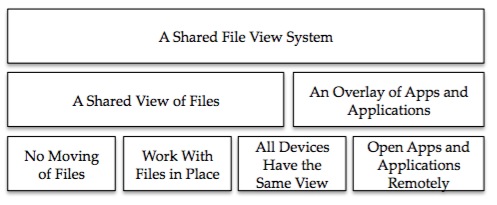 A Shared File View System
A Shared View of Files
An Overlay of Apps and
Applications
No Moving
of Files
Work With
Files in Place
All Devices
Have the
Same View
Open Apps and
Applications
Remotely